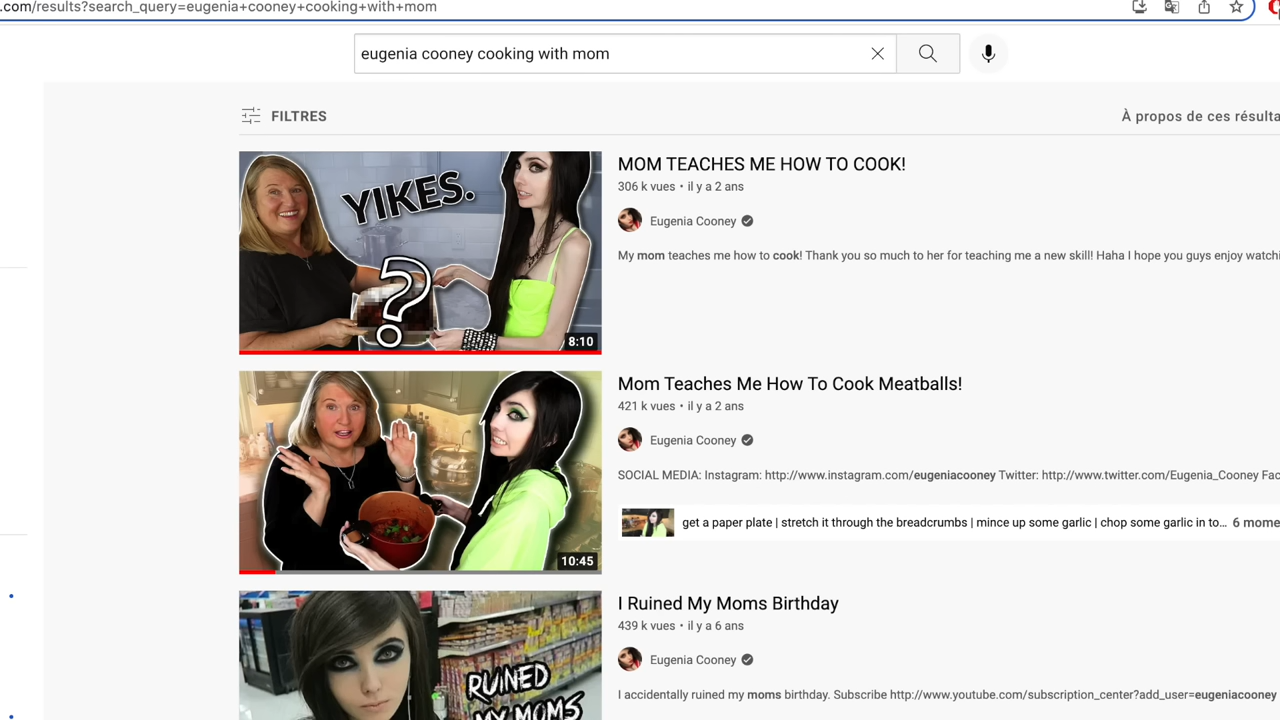 .com/results?search_query=eugenia+cooney+cooking+with+mom
eugenia cooney cooking with mom
FILTRES
À propos de ces résulta
YIKES.
?
8:10
MOM TEACHES ME HOW TO COOK!
306 k vues • il y a 2 ans
Eugenia Cooney
My mom teaches me how to cook! Thank you so much to her for teaching me a new skill! Haha I hope you guys enjoy watchi
10:45
Mom Teaches Me How To Cook Meatballs!
421 k vues • il y a 2 ans
Eugenia Cooney
SOCIAL MEDIA: Instagram: http://www.instagram.com/eugeniacooney Twitter: http://www.twitter.com/Eugenia_Cooney Fac
get a paper plate | stretch it through the breadcrumbs | mince up some garlic | chop some garlic in to... 6 mome
RUINED
MY MOMS
I Ruined My Moms Birthday
439 k vues • il y a 6 ans
Eugenia Cooney
I accidentally ruined my moms birthday. Subscribe http://www.youtube.com/subscription_center?add_user=eugeniacooney